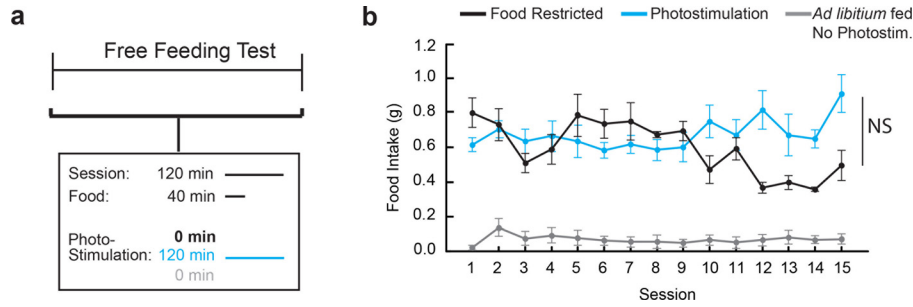 a
Free Feeding Test
Session: 120 min
Food: 40 min
Photo- 0 min
Stimulation: 120 min
0 min
b
Food Restricted Photostimulation Ad libitium fed
No Photostim.
1.2
1.0
0.8
0.6
0.4
0.2
0.0
Food Intake (g)
NS
1 2 3 4 5 6 7 8 9 10 11 12 13 14 15
Session